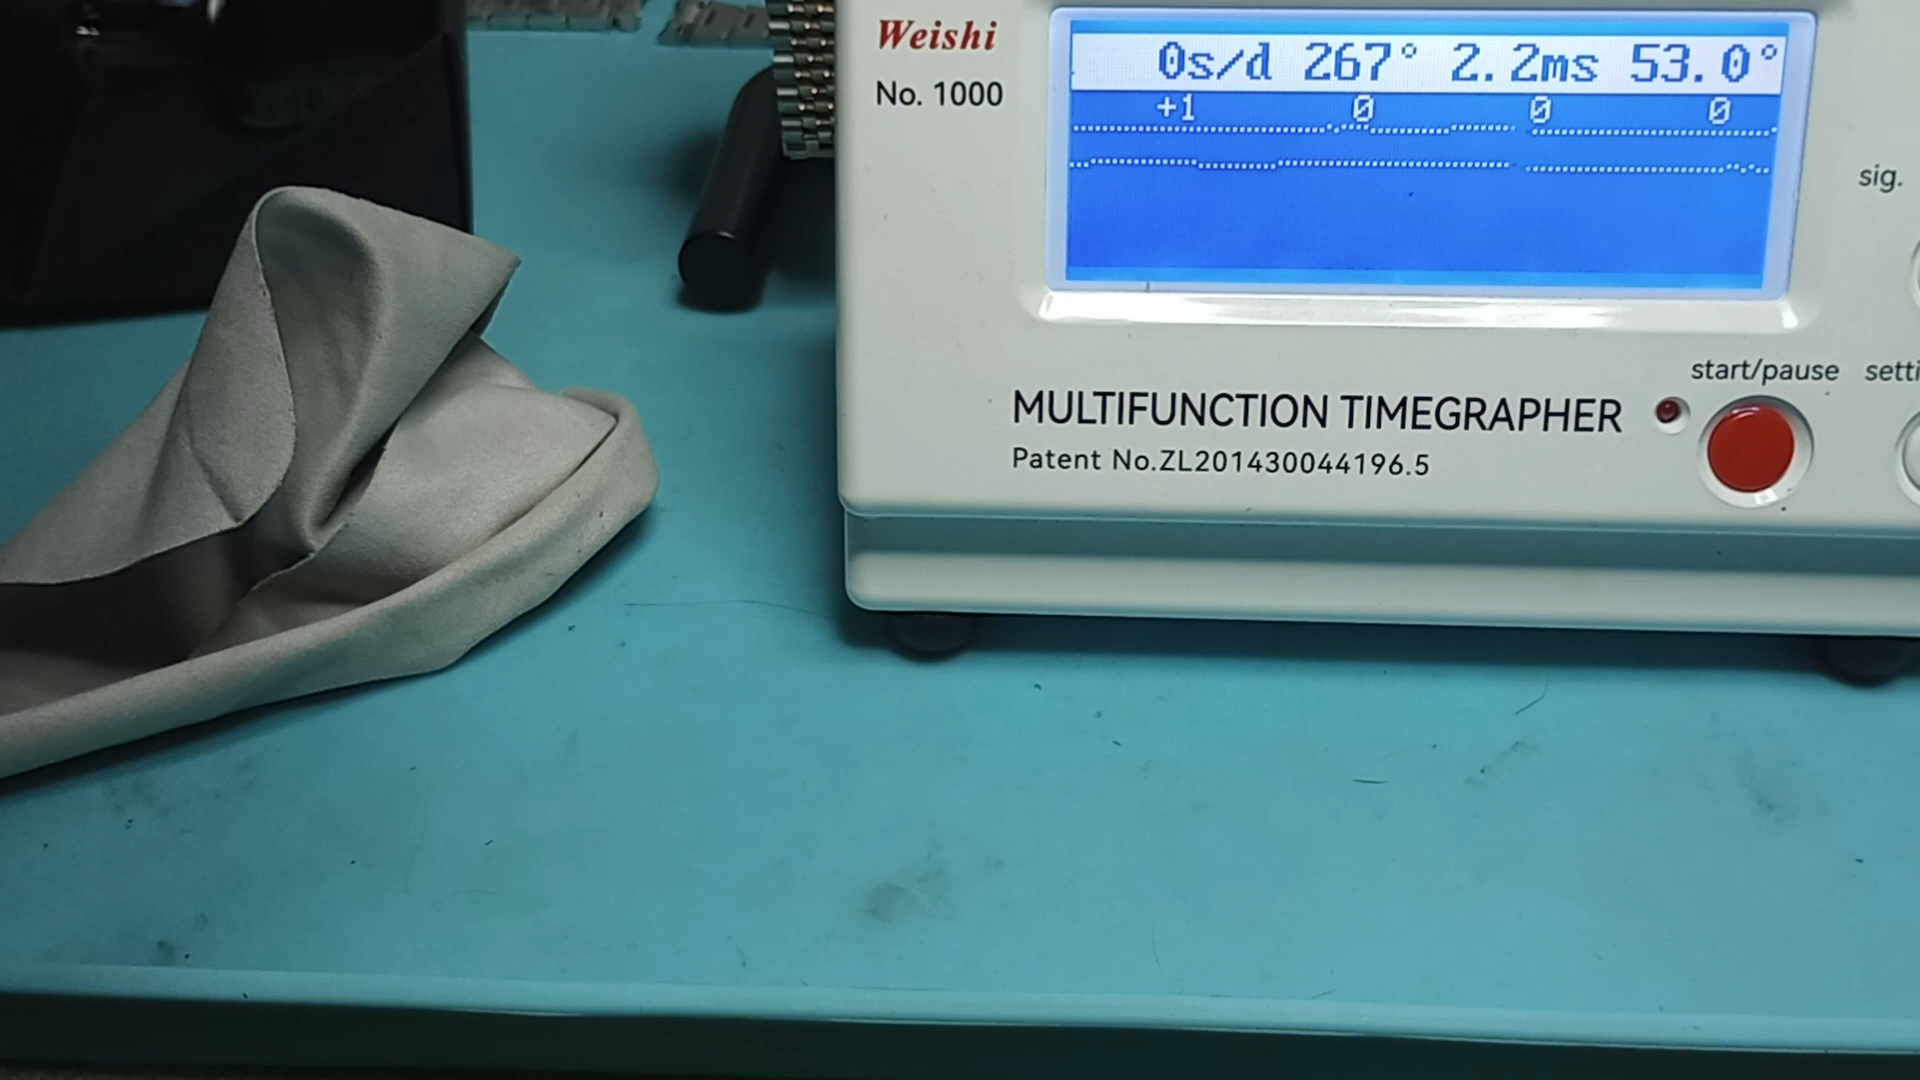 Weishi
No. 1000
0s/d 267° 2.2ms 53.0°
+1 0 0 0
sig.
start/pause
setti
MULTIFUNCTION TIMEGRAPHER
Patent No.ZL201430044196.5